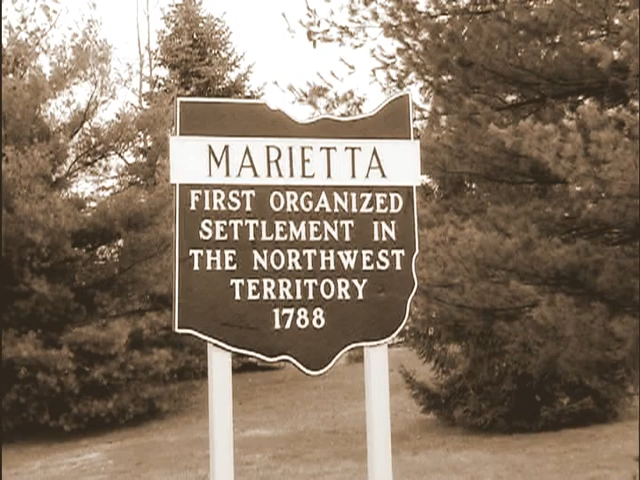 MARIETTA
FIRST ORGANIZED
SETTLEMENT IN
THE NORTHWEST
TERRITORY
1788